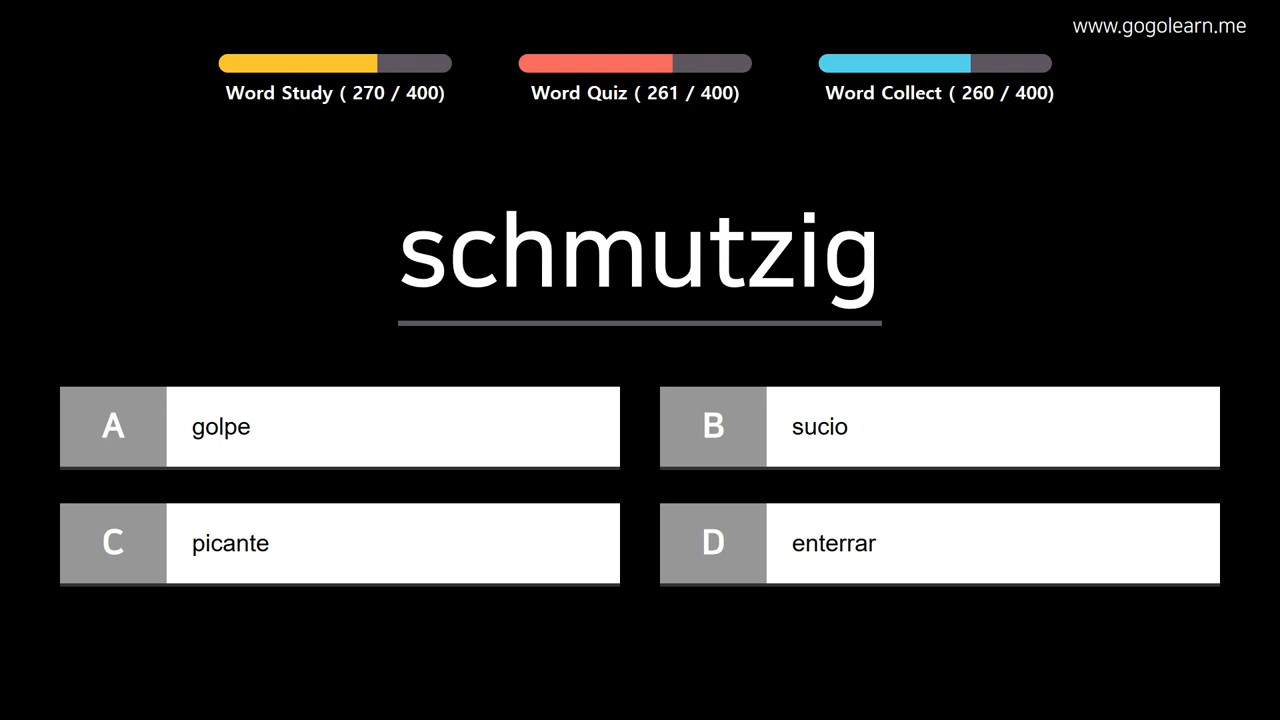 www.gogolearn.me
Word Study ( 270 / 400)
Word Quiz ( 261 / 400)
Word Collect ( 260 / 400)
schmutzig
A golpe
B sucio
C picante
D enterrar